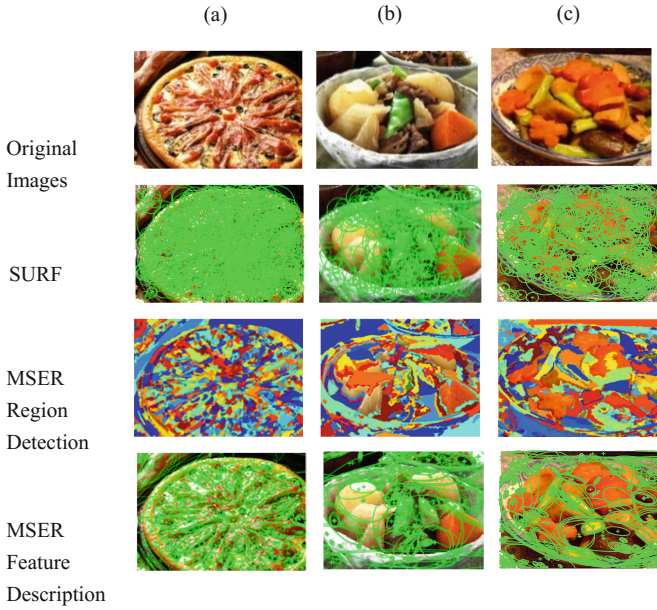 (a)
(b)
(c)
Original
Images
SURF
MSER
Region
Detection
MSER
Feature
Description